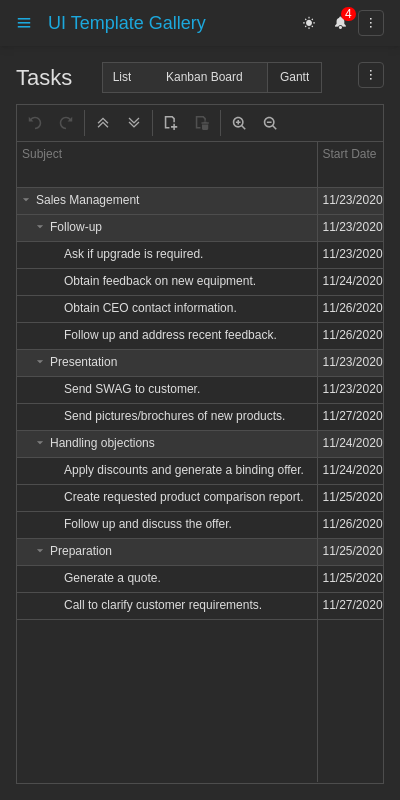 UI Template Gallery
4
Tasks
List Kanban Board Gantt
Subject Start Date
Sales Management 11/23/2020
Follow-up 11/23/2020
Ask if upgrade is required. 11/23/2020
Obtain feedback on new equipment. 11/24/2020
Obtain CEO contact information. 11/26/2020
Follow up and address recent feedback. 11/26/2020
Presentation 11/23/2020
Send SWAG to customer. 11/23/2020
Send pictures/brochures of new products. 11/27/2020
Handling objections 11/24/2020
Apply discounts and generate a binding offer. 11/24/2020
Create requested product comparison report. 11/25/2020
Follow up and discuss the offer. 11/26/2020
Preparation 11/25/2020
Generate a quote. 11/25/2020
Call to clarify customer requirements. 11/27/2020